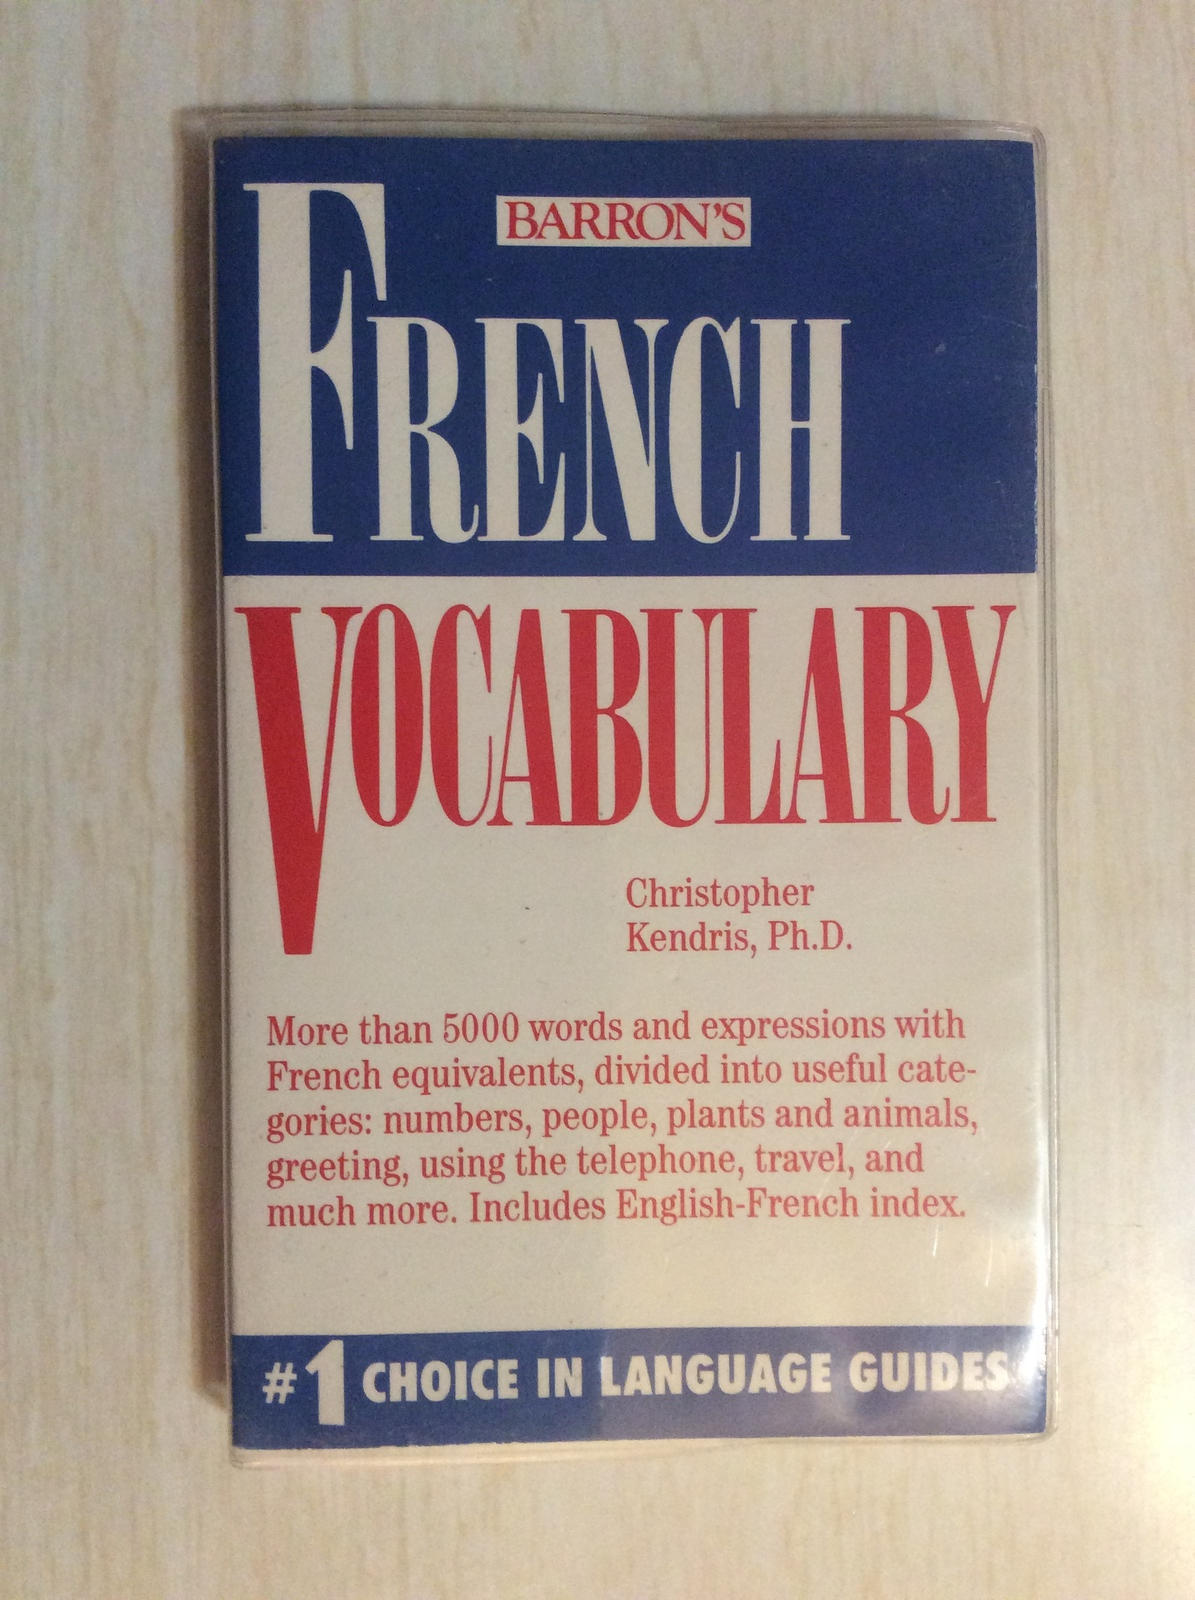 BARRON'S
FRENCH
VOCABULARY
Christopher
Kendris, Ph.D.
More than 5000 words and expressions with
French equivalents, divided into useful cate-
gories: numbers, people, plants and animals,
greeting, using the telephone, travel, and
much more. Includes English-French index.
#1 CHOICE IN LANGUAGE GUIDES